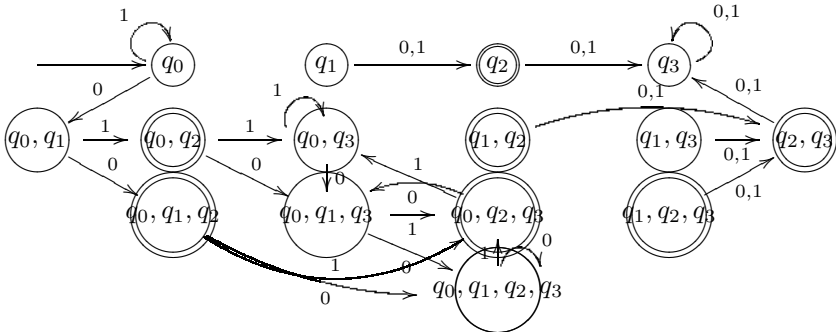 1 0,1
q0 q1 0,1 q2 0,1 q3
0 1 0,1 0,1
q0, q1 1 q0, q2 1 q0, q3 q1, q2 q1, q3 0,1 q2, q3
0 0 0 1 0,1
q0, q1, q2 q0, q1, q3 0 1 q0, q2, q3 q1, q2, q3
1 0 1 0
0 q0, q1, q2, q3